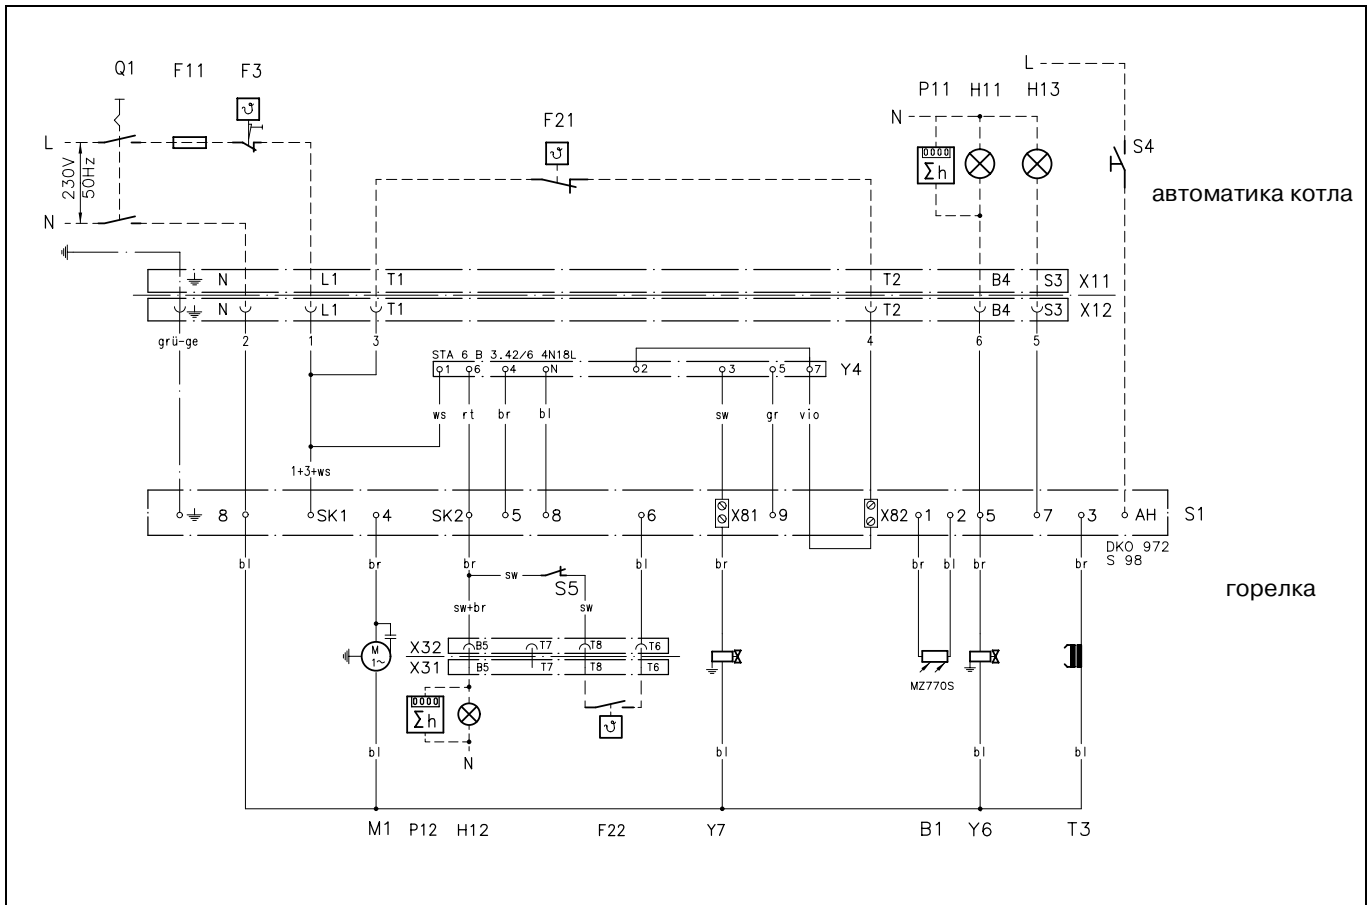 L
Q1 F11 F3
P11 H11 H13
F21
N
0000
Σh
S4
L
230V
50Hz
N
автоматика котла
N L1 T1 T2 B4 S3 X11
N L1 T1 T2 B4 S3 X12
grü-ge 2 1 3 4 6 5
STA 6 B 3.42/6 4N18L
1 6 4 N 2 3 5 7 Y4
ws rt br bl sw gr vio
1+3+ws
8 SK1 4 SK2 5 8 6 X81 9 X82 1 2 5 7 3 AH S1
DKO 972
S 98
bl br br bl br br bl br br
sw
S5
sw+br sw
горелка
X32 B5 T7 T8 T6
X31 B5 T7 T8 T6
M
1~
MZ770S
0000
Σh
N
bl bl bl bl
M1 P12 H12 F22 Y7 B1 Y6 T3